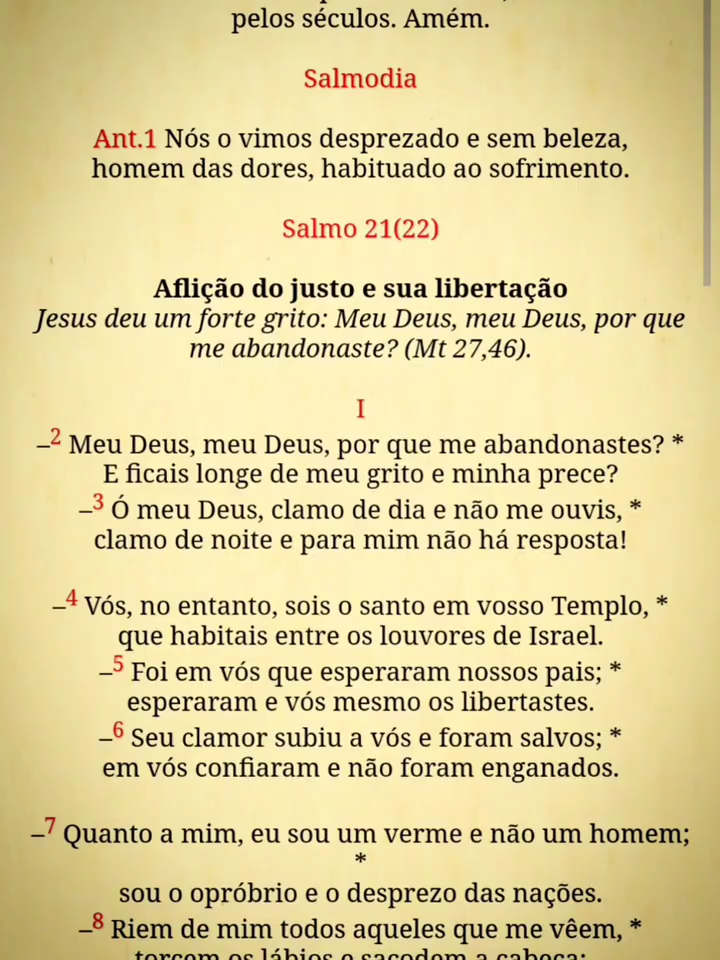 pelos séculos. Amém.
Salmodia
Ant.1 Nós o vimos desprezado e sem beleza,
homem das dores, habituado ao sofrimento.
Salmo 21(22)
Aflição do justo e sua libertação
Jesus deu um forte grito: Meu Deus, meu Deus, por que
me abandonaste? (Mt 27,46).
I
–2 Meu Deus, meu Deus, por que me abandonastes? *
E ficais longe de meu grito e minha prece?
–3 Ó meu Deus, clamo de dia e não me ouvis, *
clamo de noite e para mim não há resposta!
–4 Vós, no entanto, sois o santo em vosso Templo, *
que habitais entre os louvores de Israel.
–5 Foi em vós que esperaram nossos pais; *
esperaram e vós mesmo os libertastes.
–6 Seu clamor subiu a vós e foram salvos; *
em vós confiaram e não foram enganados.
–7 Quanto a mim, eu sou um verme e não um homem;
*
sou o opróbrio e o desprezo das nações.
–8 Riem de mim todos aqueles que me vêem, *
torcem os lábios e sacodem a cabeça: